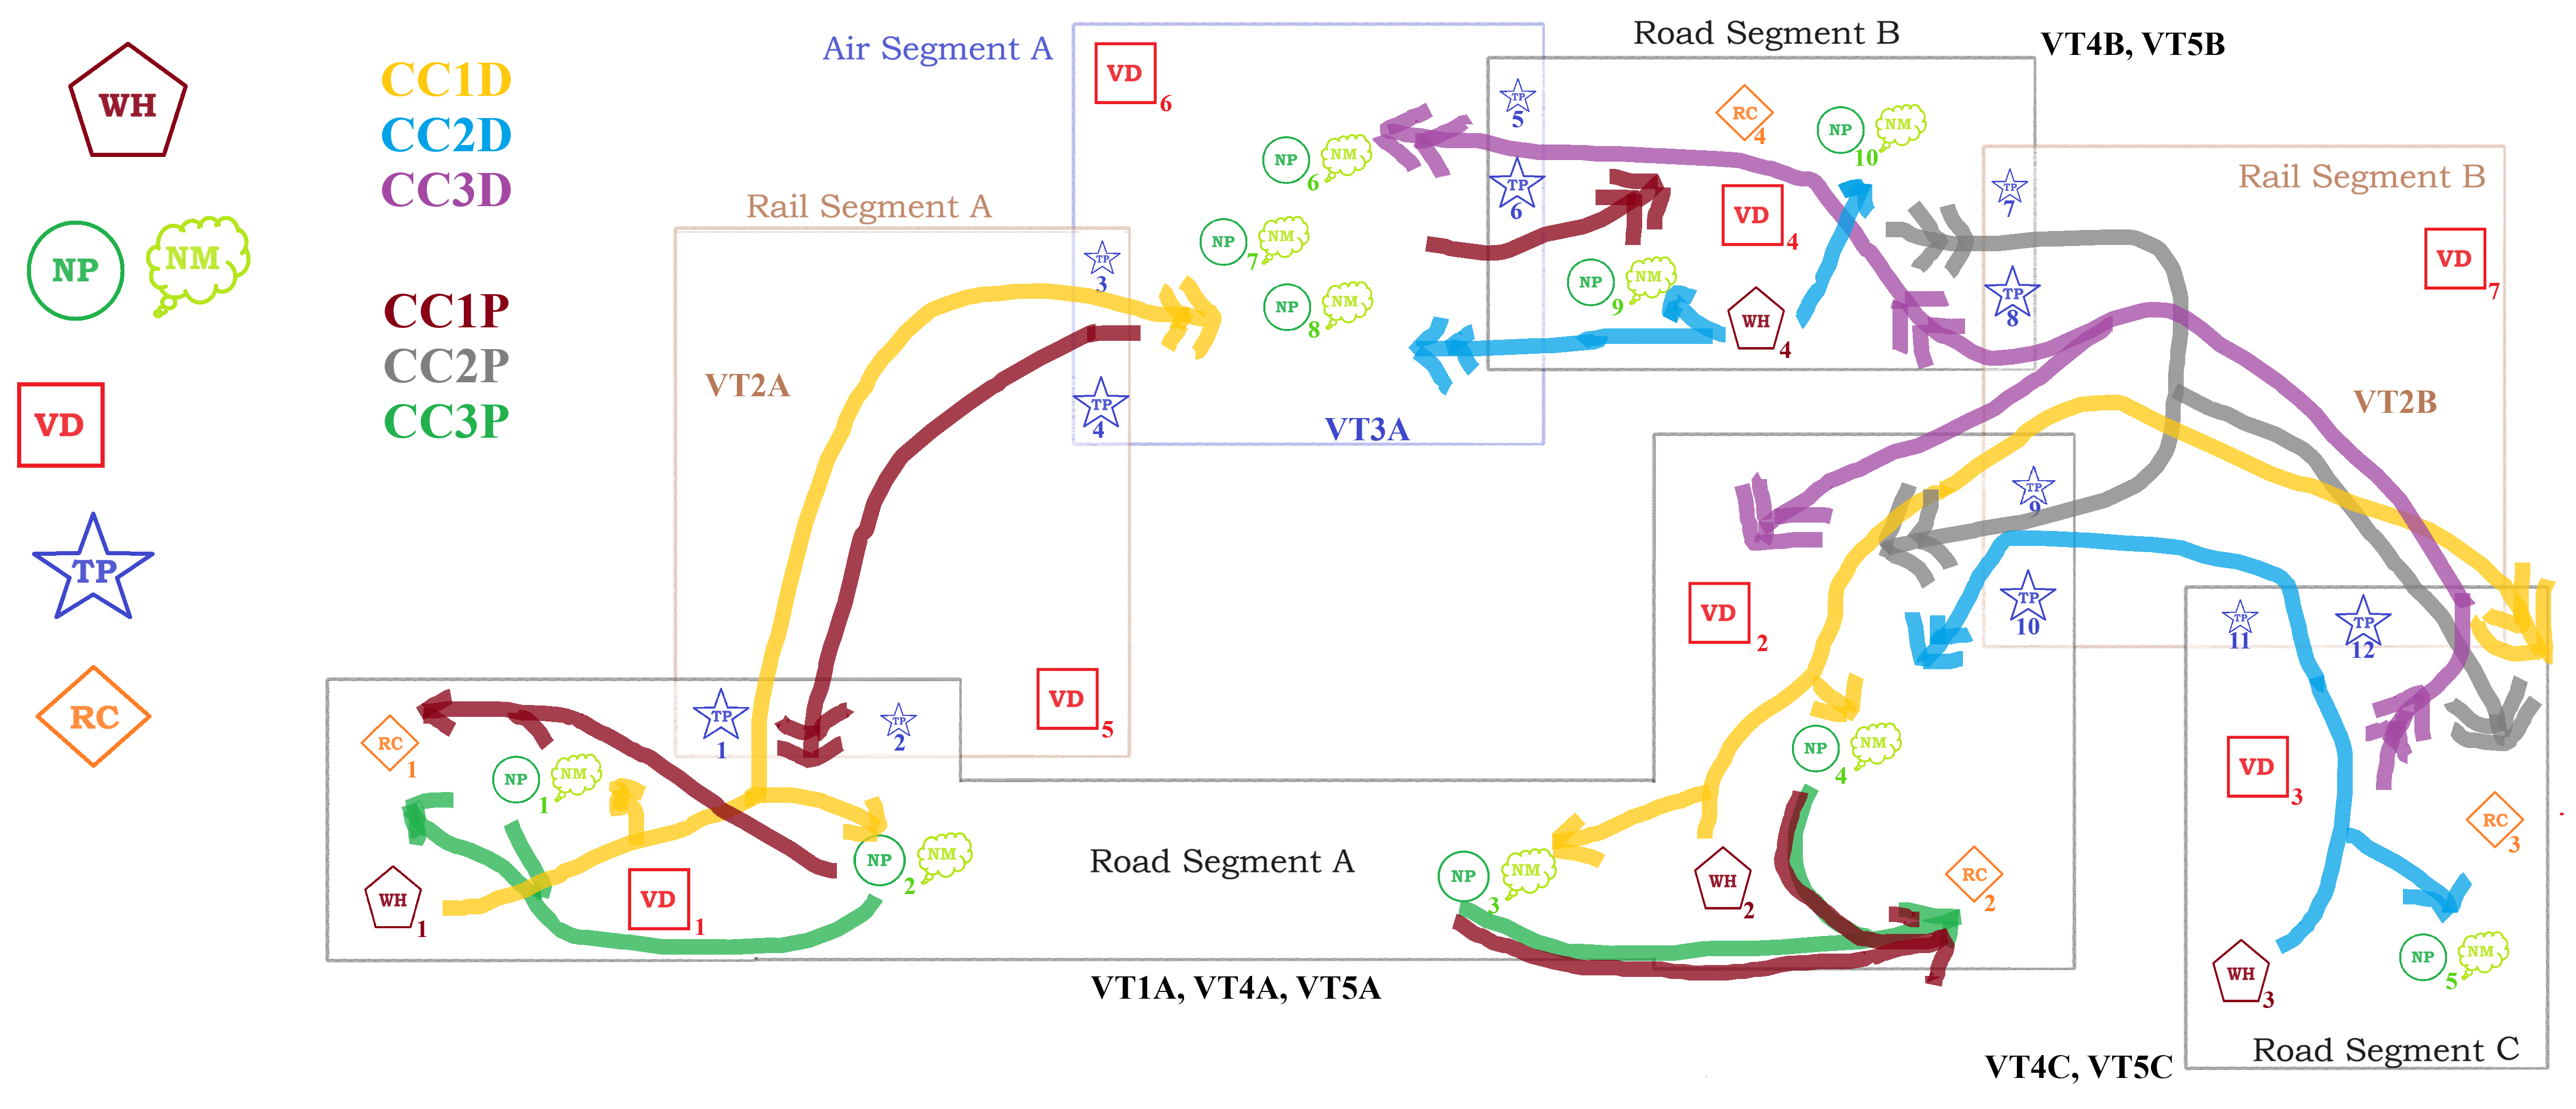 WH
NP NM
VD
TP
RC
CC1D
CC2D
CC3D
CC1P
CC2P
CC3P
Air Segment A
VD 6
NP 6 NM
NP 7 NM
NP 8 NM
TP 3
TP 4
VT3A
Road Segment B
VT4B, VT5B
TP 5
TP 6
RC 4
NP 10 NM
VD 4
NP 9 NM
WH 4
TP 7
TP 8
Rail Segment B
VD 7
VT2B
Rail Segment A
VT2A
VD 5
TP 1
TP 2
RC 1
NP 1 NM
WH 1
VD 1
NP 2 NM
Road Segment A
VT1A, VT4A, VT5A
NP 3 NM
WH 2
RC 2
NP 4 NM
VD 2
TP 9
TP 10
TP 11
TP 12
VD 3
RC 3
NP 5 NM
WH 3
Road Segment C
VT4C, VT5C